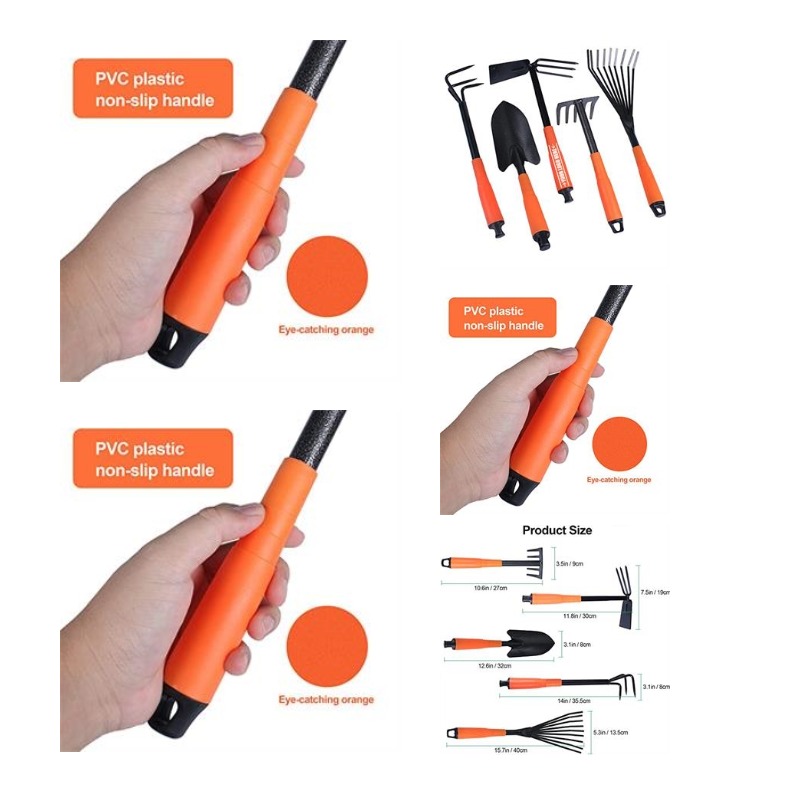 PVC plastic
non-slip handle
Eye-catching orange
PVC plastic
non-slip handle
Eye-catching orange
PVC plastic
non-slip handle
Eye-catching orange
Product Size
3.5in / 9cm
10.6in / 27cm
7.5in / 19cm
11.8in / 30cm
3.1in / 8cm
12.6in / 32cm
3.1in / 8cm
14in / 35.5cm
5.3in / 13.5cm
15.7in / 40cm